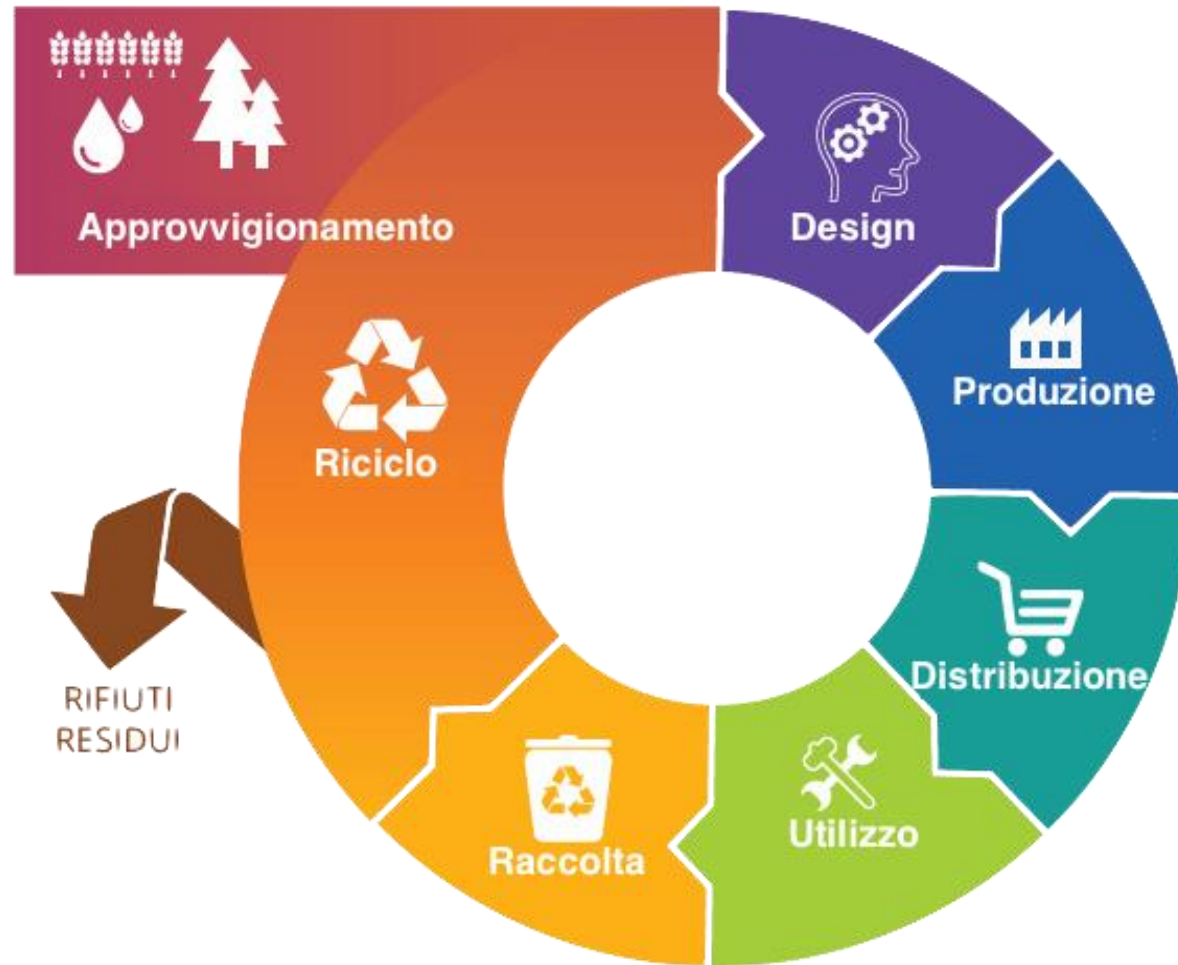 Approvvigionamento
Design
Produzione
Distribuzione
Utilizzo
Raccolta
Riciclo
RIFIUTI
RESIDUI